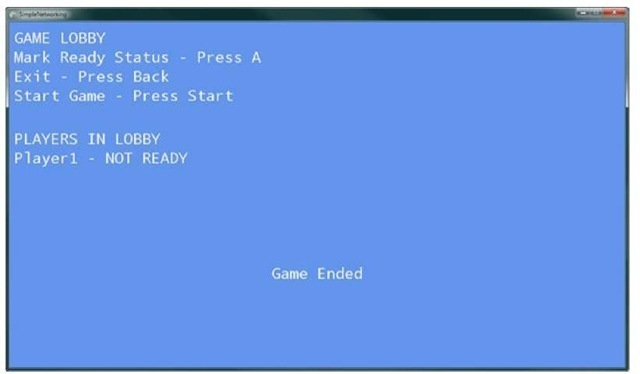 SimpleNetworking
GAME LOBBY
Mark Ready Status - Press A
Exit - Press Back
Start Game - Press Start
PLAYERS IN LOBBY
Player1 - NOT READY
Game Ended